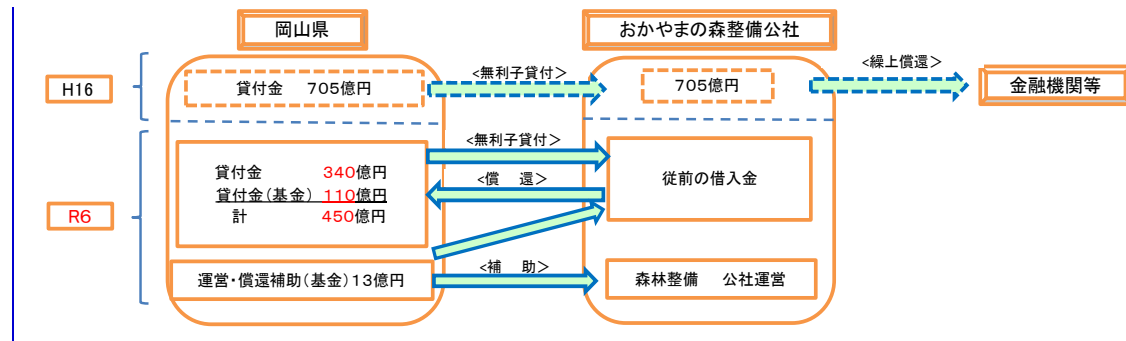 岡山県
おかやまの森整備公社
H16
貸付金 705億円
<無利子貸付>
705億円
<繰上償還>
金融機関等
R6
貸付金 340億円
貸付金(基金) 110億円
計 450億円
<無利子貸付>
<償 還>
従前の借入金
運営・償還補助(基金)13億円
<補 助>
森林整備 公社運営